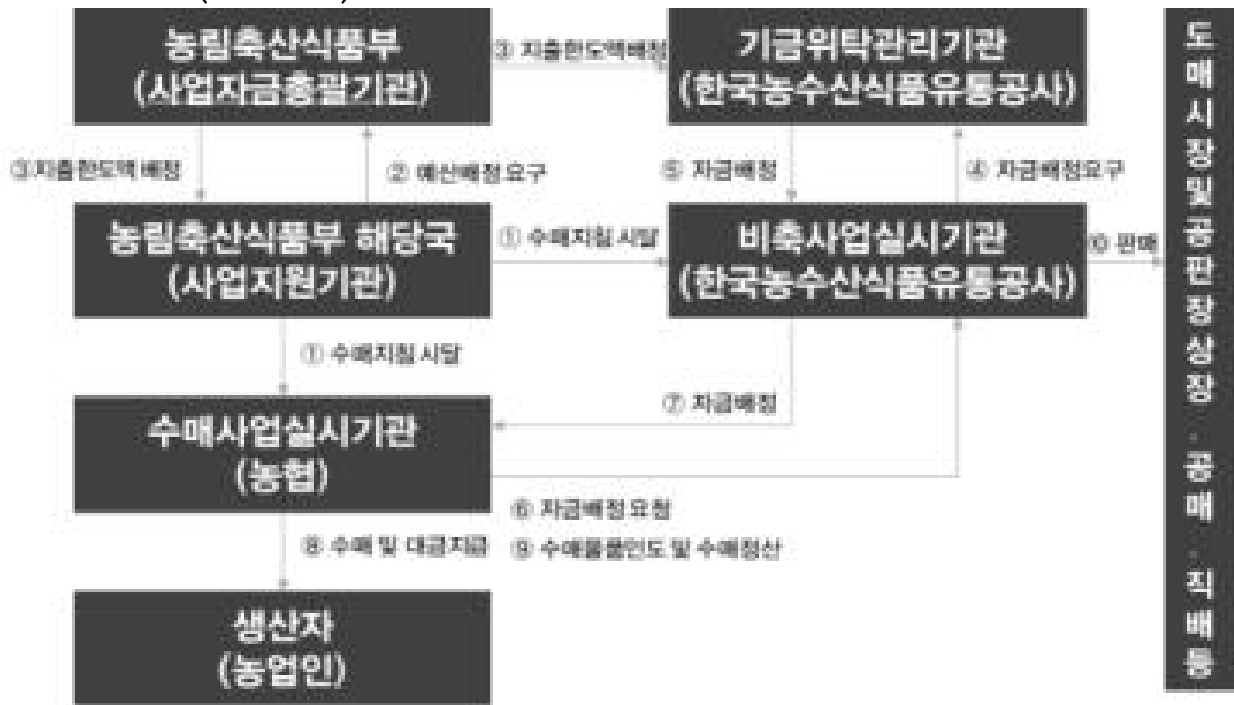 농림축산식품부
(사업자금총괄기관)
③ 지출한도액배정
기금위탁관리기관
(한국농수산식품유통공사)
③지출한도액 배정
② 예산배정 요구
⑤ 자금배정
④ 자금배정요구
농림축산식품부 해당국
(사업지원기관)
① 수매지침 시달
비축사업실시기관
(한국농수산식품유통공사)
⑩ 판매
① 수매지침 시달
⑦ 자금배정
수매사업실시기관
(농협)
⑥ 자금배정 요청
⑧ 수매 및 대금지급
⑨ 수매물품인도 및 수매정산
생산자
(농업인)
도매시장및공판장상장 · 공매 · 직배등